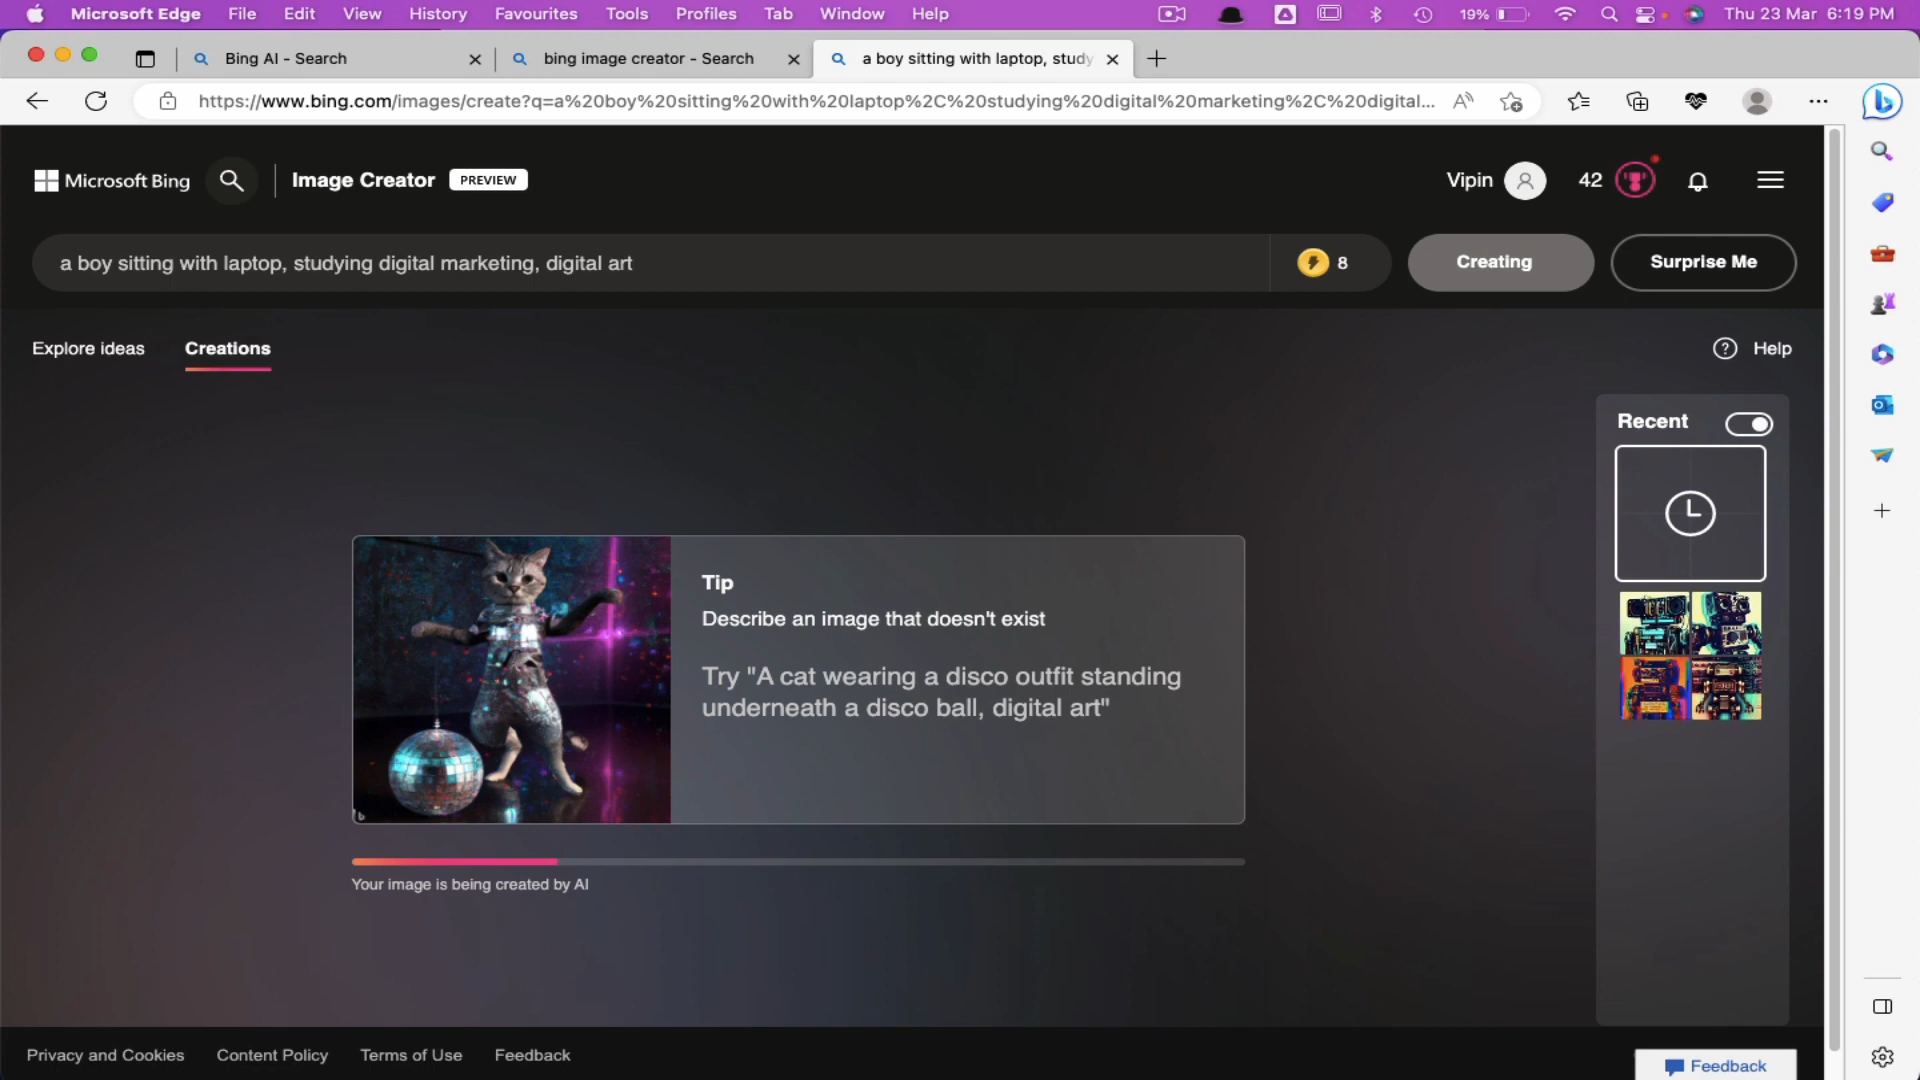 Microsoft Edge File Edit View History Favourites Tools Profiles Tab Window Help 19% Thu 23 Mar 6:19 PM
Bing AI - Search bing image creator - Search a boy sitting with laptop, study
https://www.bing.com/images/create?q=a%20boy%20sitting%20with%20laptop%2C%20studying%20digital%20marketing%2C%20digital...
Microsoft Bing Image Creator PREVIEW Vipin 42
a boy sitting with laptop, studying digital marketing, digital art 8 Creating Surprise Me
Explore ideas Creations Help
Recent
Tip
Describe an image that doesn't exist
Try "A cat wearing a disco outfit standing
underneath a disco ball, digital art"
Your image is being created by AI
Privacy and Cookies Content Policy Terms of Use Feedback
Feedback